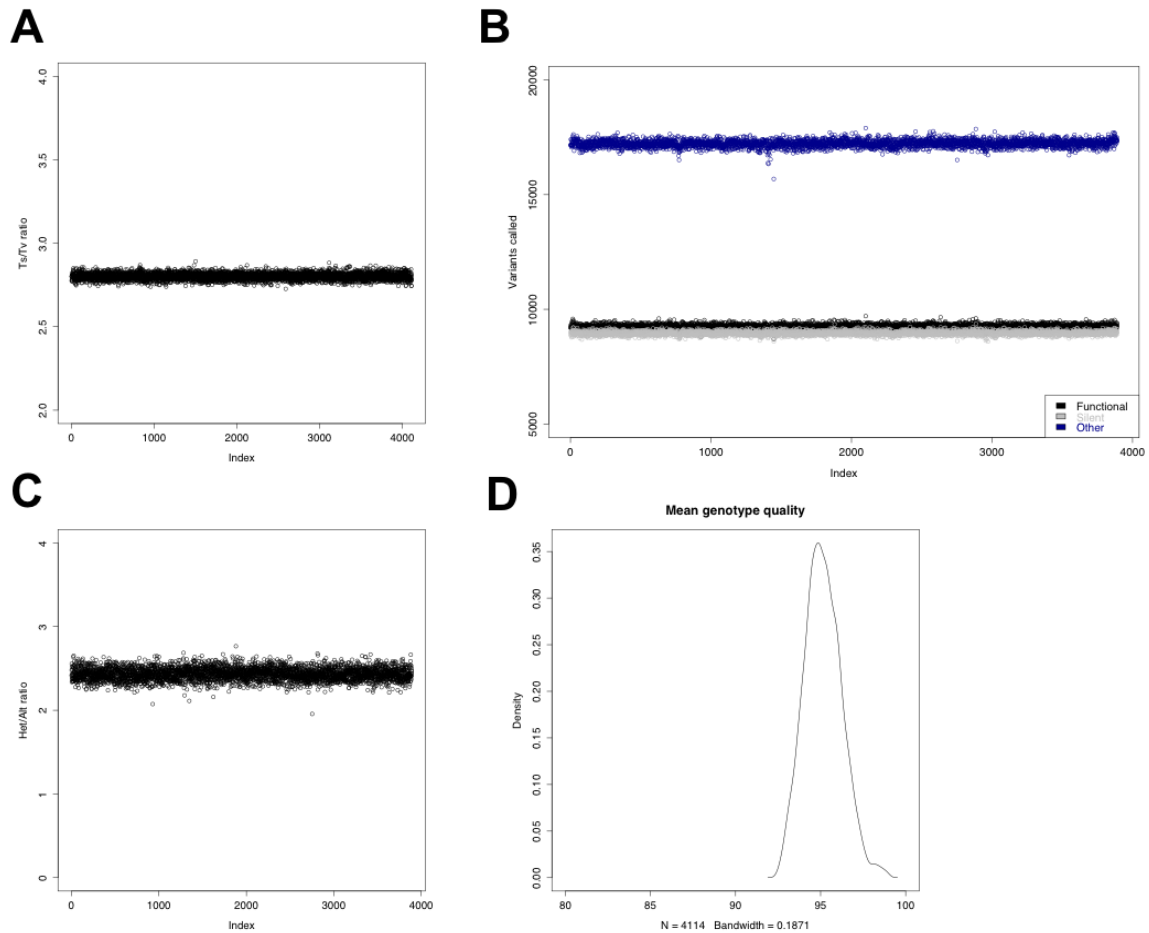 A
Ts/Tv ratio
4.0
3.5
3.0
2.5
2.0
0 1000 2000 3000 4000
Index
B
Variants called
20000
15000
10000
5000
Functional
Silent
Other
0 1000 2000 3000 4000
Index
C
Het/Alt ratio
4
3
2
1
0
0 1000 2000 3000 4000
Index
D
Mean genotype quality
Density
0.35
0.30
0.25
0.20
0.15
0.10
0.05
0.00
80 85 90 95 100
N = 4114 Bandwidth = 0.1871